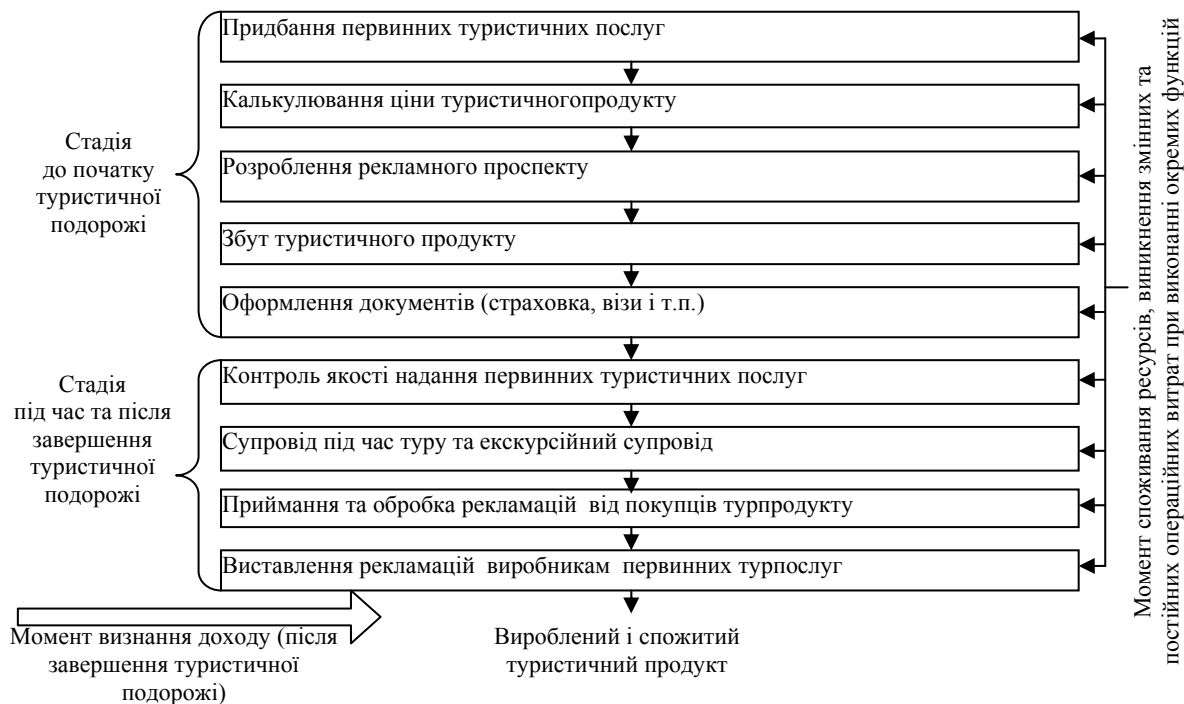 Придбання первинних туристичних послуг
Калькулювання ціни туристичногопродукту
Розроблення рекламного проспекту
Збут туристичного продукту
Оформлення документів (страховка, візи і т.п.)
Стадія
до початку
туристичної
подорожі
Контроль якості надання первинних туристичних послуг
Супровід під час туру та екскурсійний супровід
Приймання та обробка рекламацій від покупців турпродукту
Виставлення рекламацій виробникам первинних турпослуг
Стадія
під час та після
завершення
туристичної
подорожі
Момент визнання доходу (після
завершення туристичної
подорожі)
Вироблений і спожитий
туристичний продукт
Момент споживання ресурсів, виникнення змінних та
постійних операційних витрат при виконанні окремих функцій